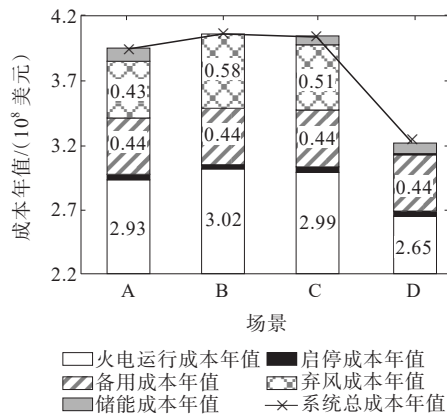 4.2
3.7
3.2
2.7
2.2
成本年值/(10⁸ 美元)
0.43
0.58
0.51
0.44
0.44
0.44
0.44
2.93
3.02
2.99
2.65
A B C D
场景
火电运行成本年值 启停成本年值
备用成本年值 弃风成本年值
储能成本年值 系统总成本年值